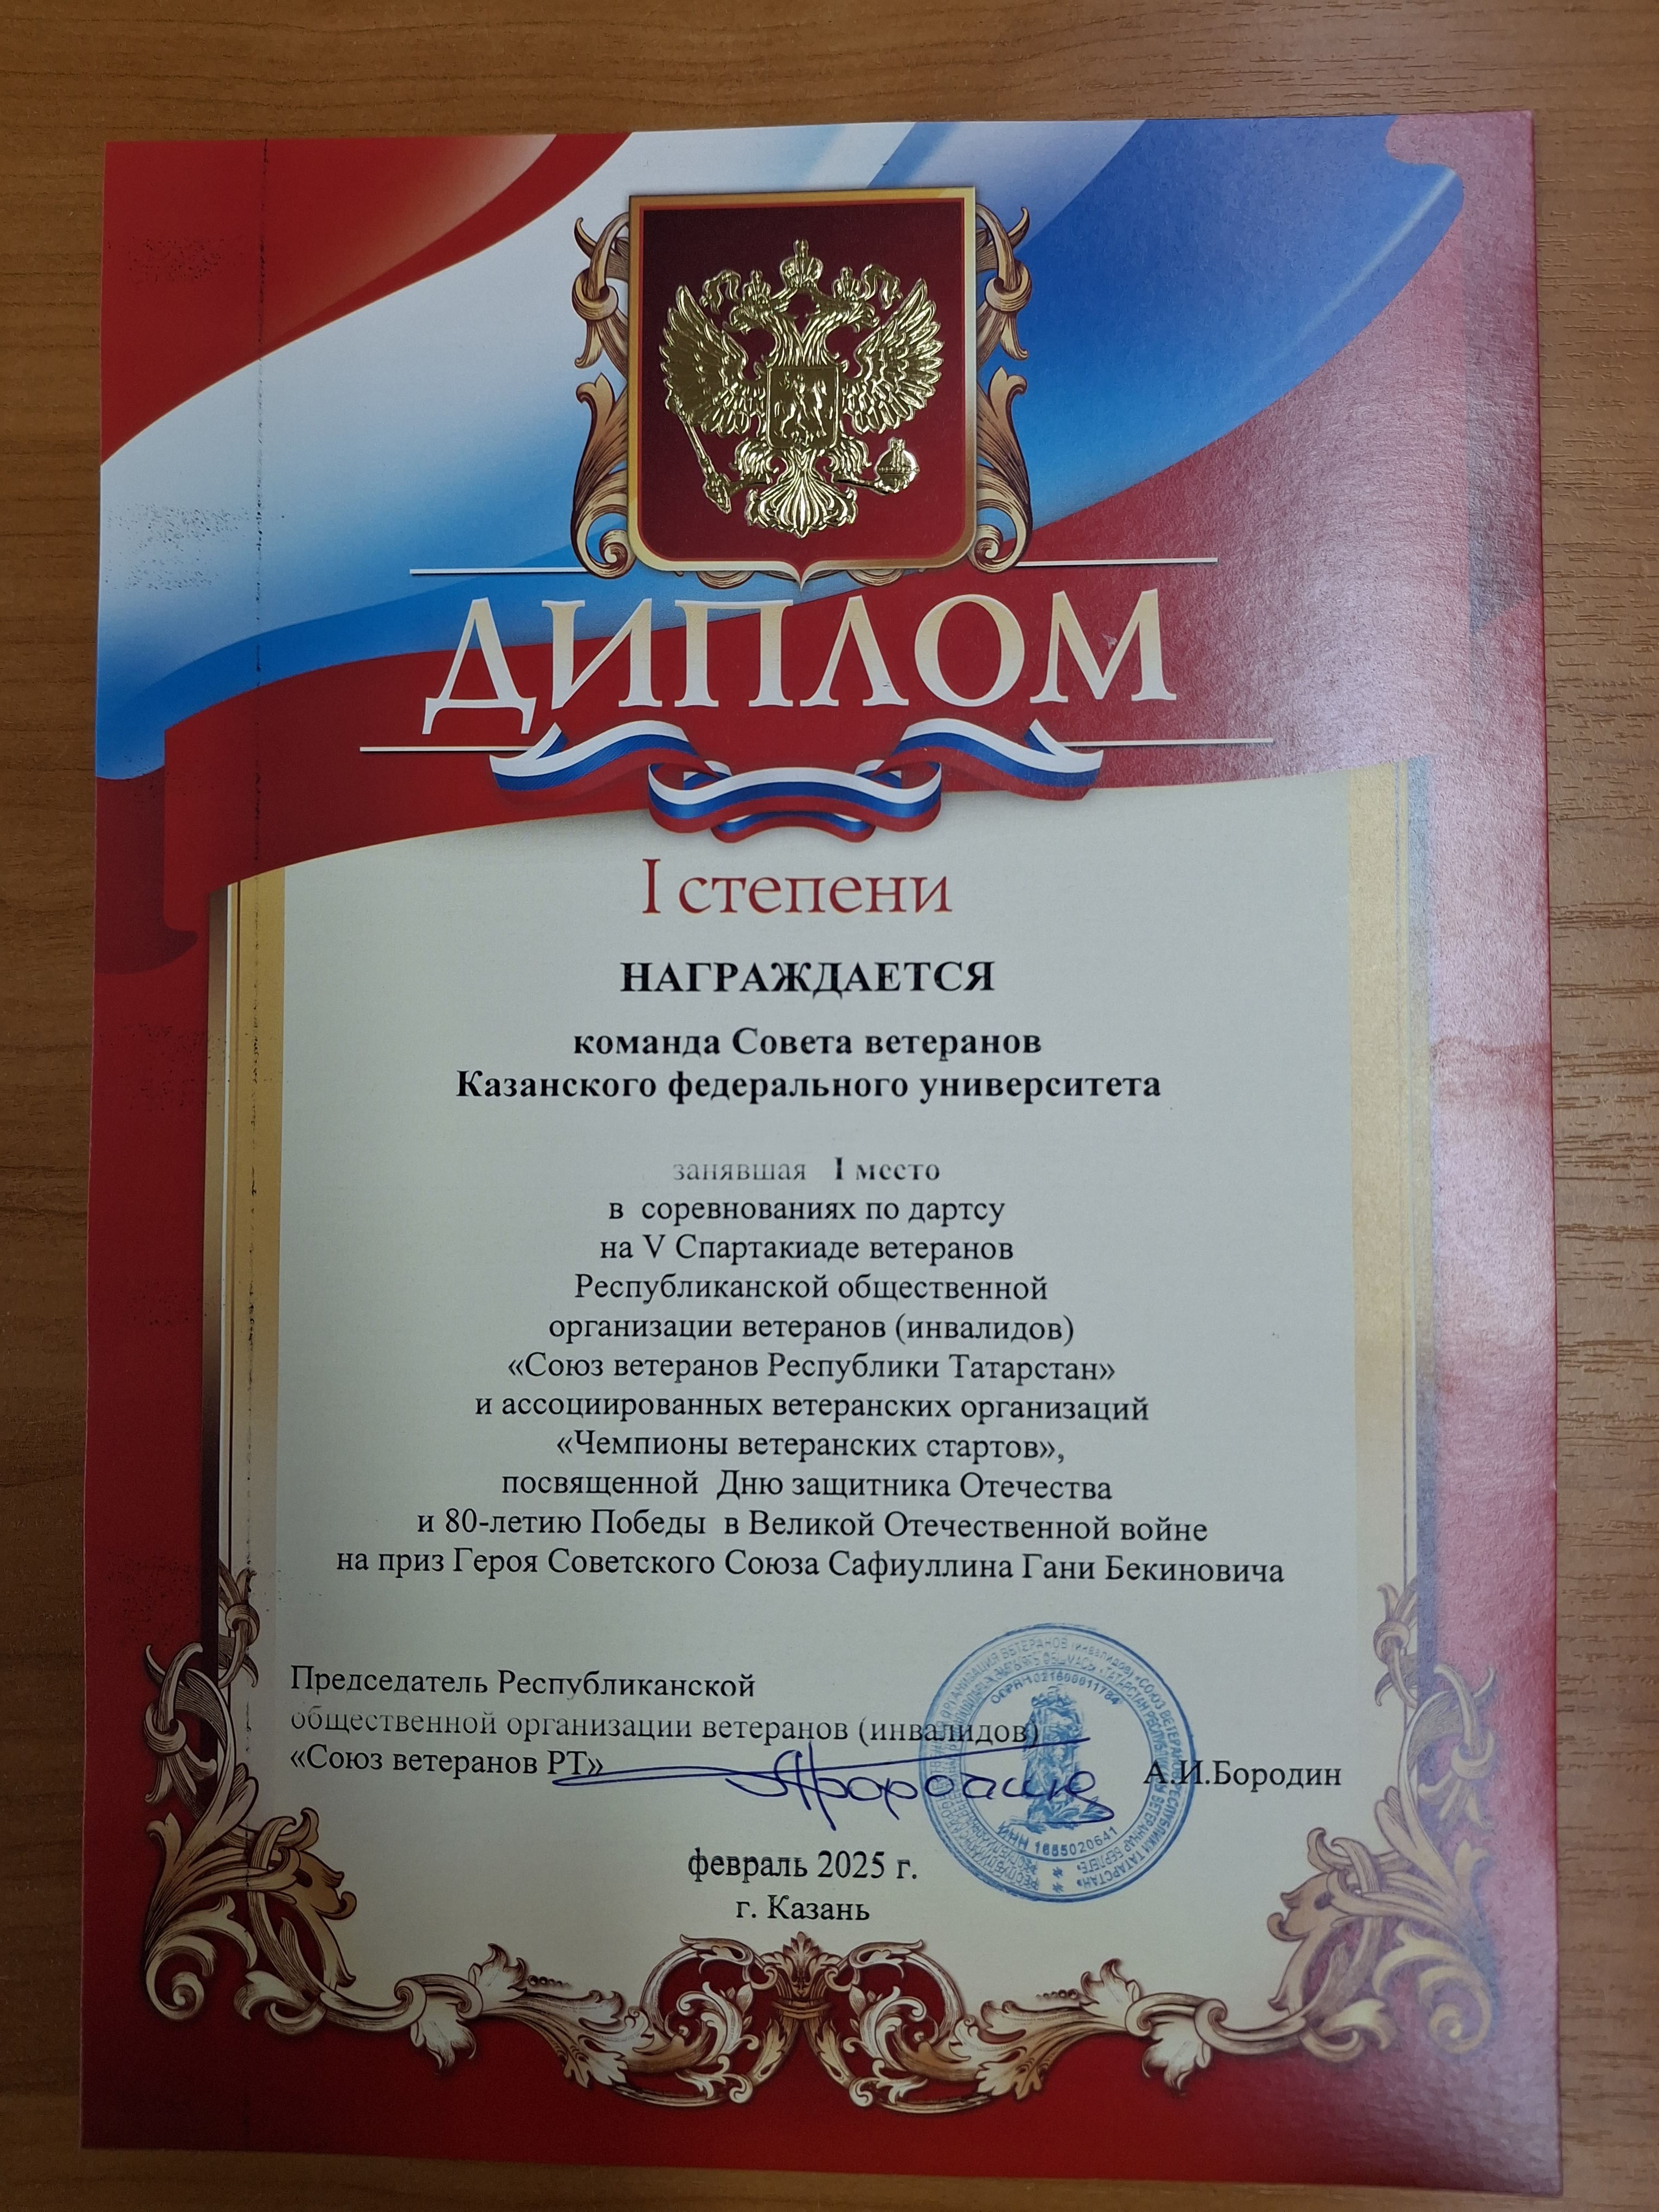 ДИПЛОМ
I степени
НАГРАЖДАЕТСЯ
команда Совета ветеранов
Казанского федерального университета
занявшая I место
в соревнованиях по дартсу
на V Спартакиаде ветеранов
Республиканской общественной
организации ветеранов (инвалидов)
«Союз ветеранов Республики Татарстан»
и ассоциированных ветеранских организаций
«Чемпионы ветеранских стартов»,
посвященной Дню защитника Отечества
и 80-летию Победы в Великой Отечественной войне
на приз Героя Советского Союза Сафиуллина Гани Бекиновича
Председатель Республиканской
общественной организации ветеранов (инвалидов)
«Союз ветеранов РТ»
А.И.Бородин
ИНН 1655020641
февраль 2025 г.
г. Казань